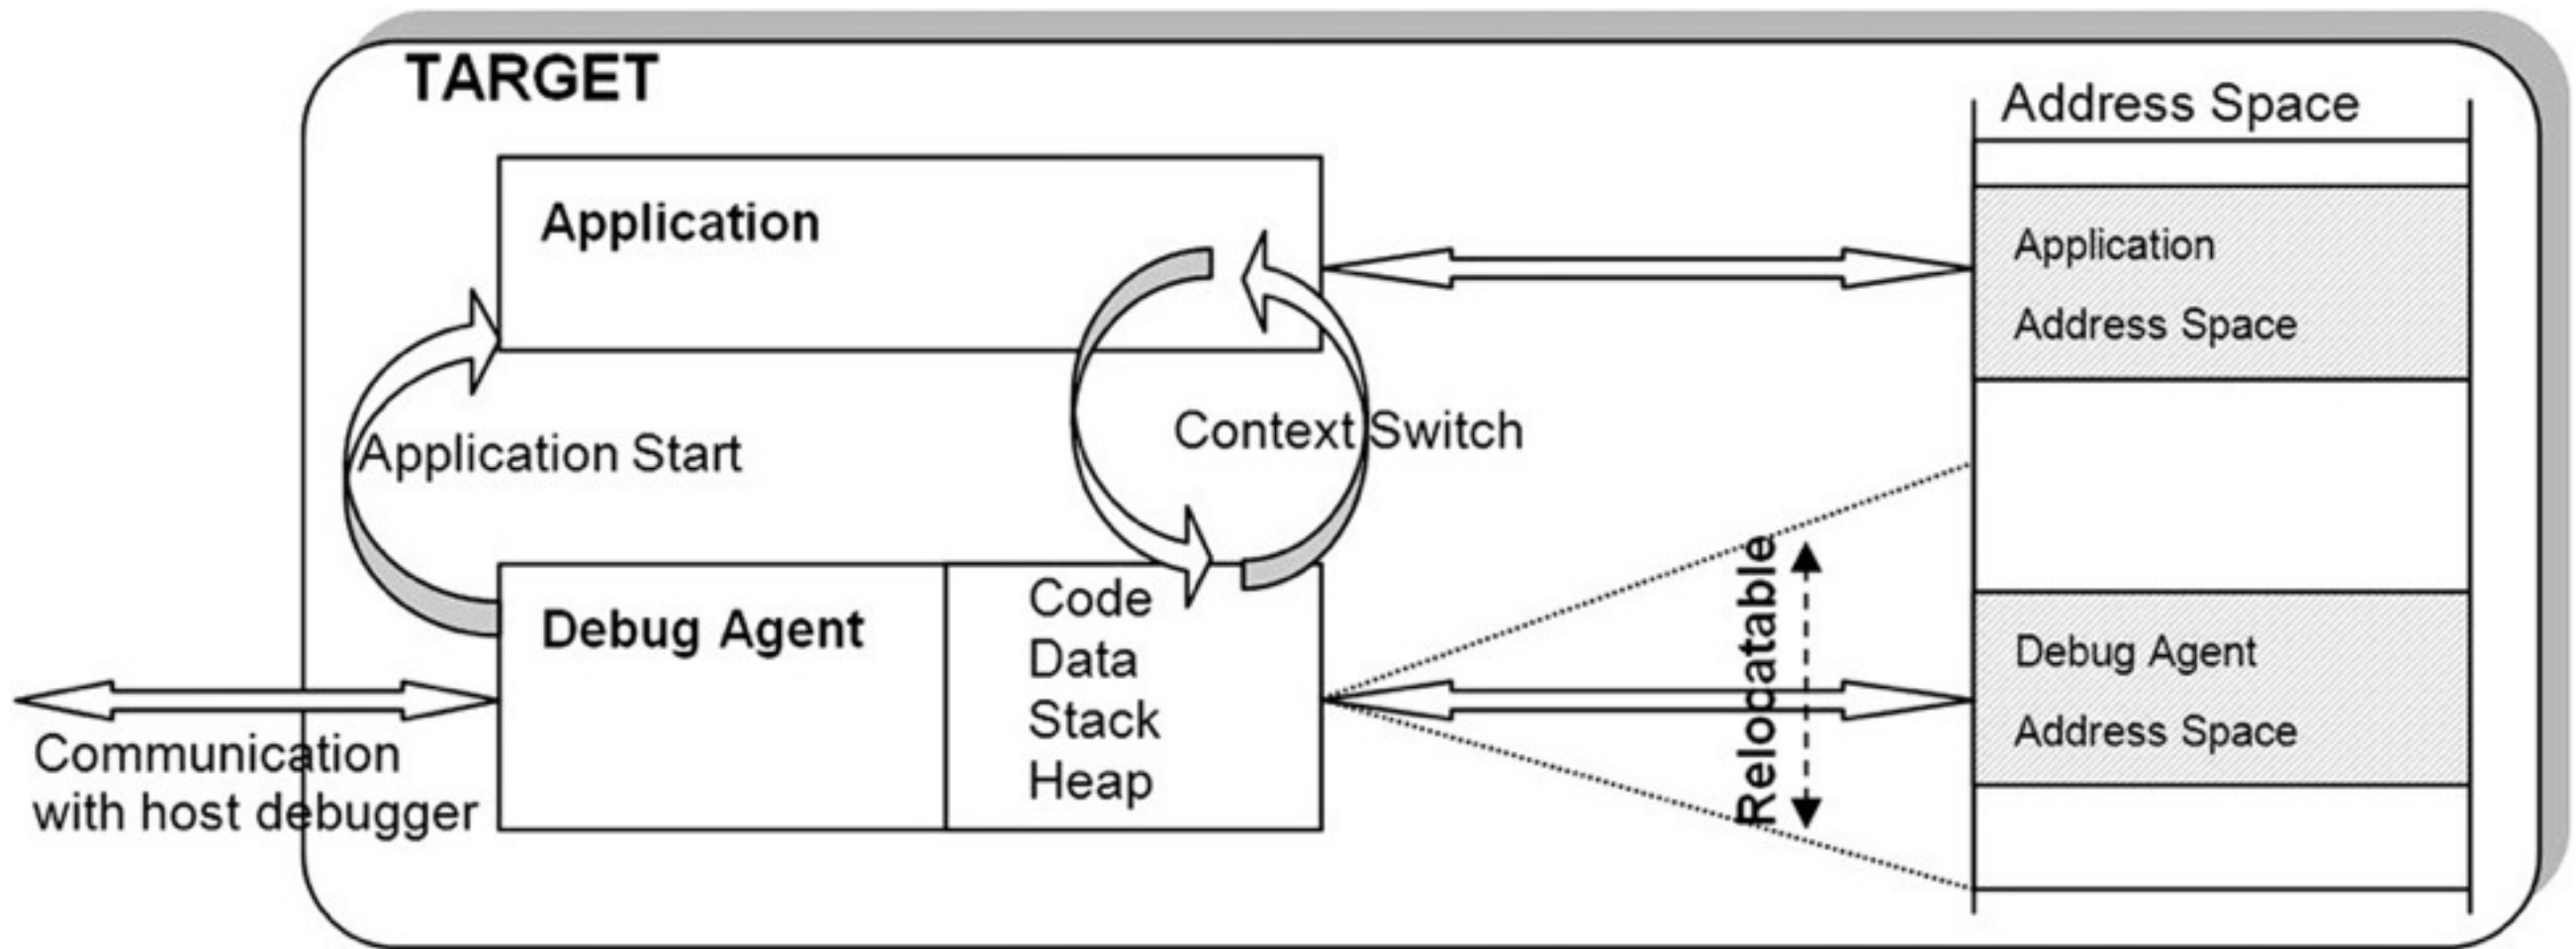 TARGET
Address Space
Application
Application
Address Space
Application Start
Context Switch
Debug Agent
Code
Data
Stack
Heap
Relocatable
Debug Agent
Address Space
Communication
with host debugger